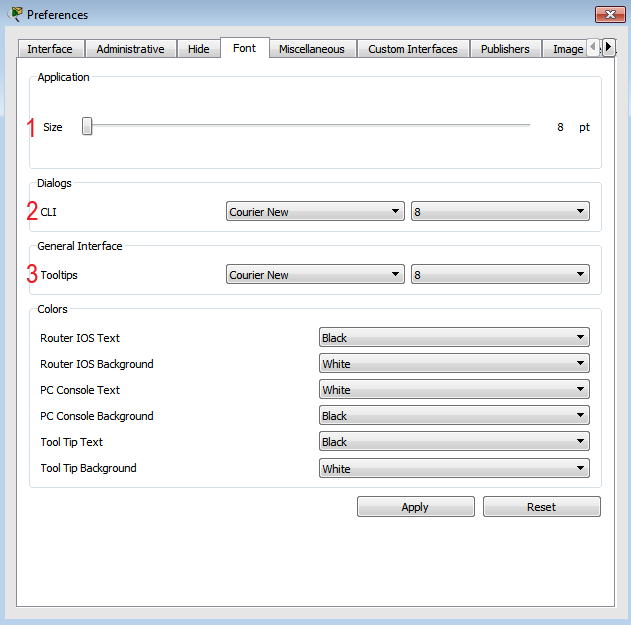 Preferences
Interface Administrative Hide Font Miscellaneous Custom Interfaces Publishers Image
Application
1 Size 8 pt
Dialogs
2 CLI Courier New 8
General Interface
3 Tooltips Courier New 8
Colors
Router IOS Text Black
Router IOS Background White
PC Console Text White
PC Console Background Black
Tool Tip Text Black
Tool Tip Background White
Apply Reset